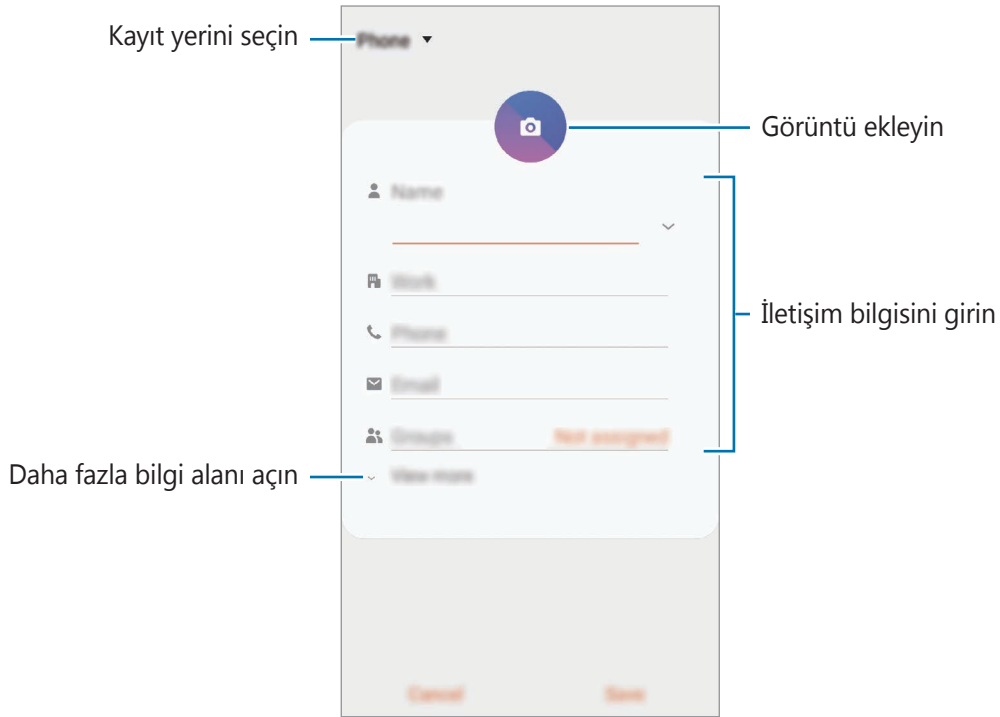 Kayıt yerini seçin
Phone
Görüntü ekleyin
Name
Work
Phone
İletişim bilgisini girin
Email
Groups Not assigned
Daha fazla bilgi alanı açın
View more
Cancel Save